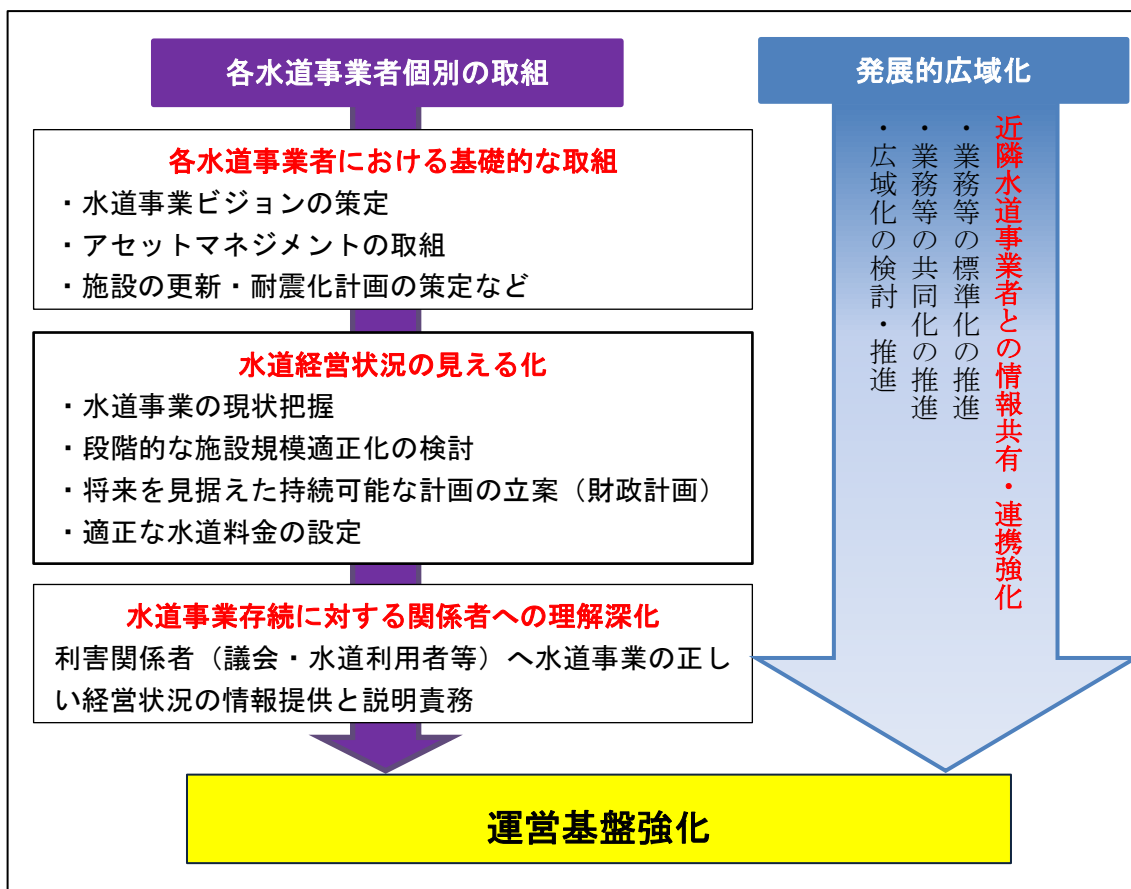 各水道事業者個別の取組
各水道事業者における基礎的な取組
・水道事業ビジョンの策定
・アセットマネジメントの取組
・施設の更新・耐震化計画の策定など
水道経営状況の見える化
・水道事業の現状把握
・段階的な施設規模適正化の検討
・将来を見据えた持続可能な計画の立案（財政計画）
・適正な水道料金の設定
水道事業存続に対する関係者への理解深化
利害関係者（議会・水道利用者等）へ水道事業の正し
い経営状況の情報提供と説明責務
発展的広域化
近隣水道事業者との情報共有・連携強化
・業務等の標準化の推進
・業務等の共同化の推進
・広域化の検討・推進
運営基盤強化